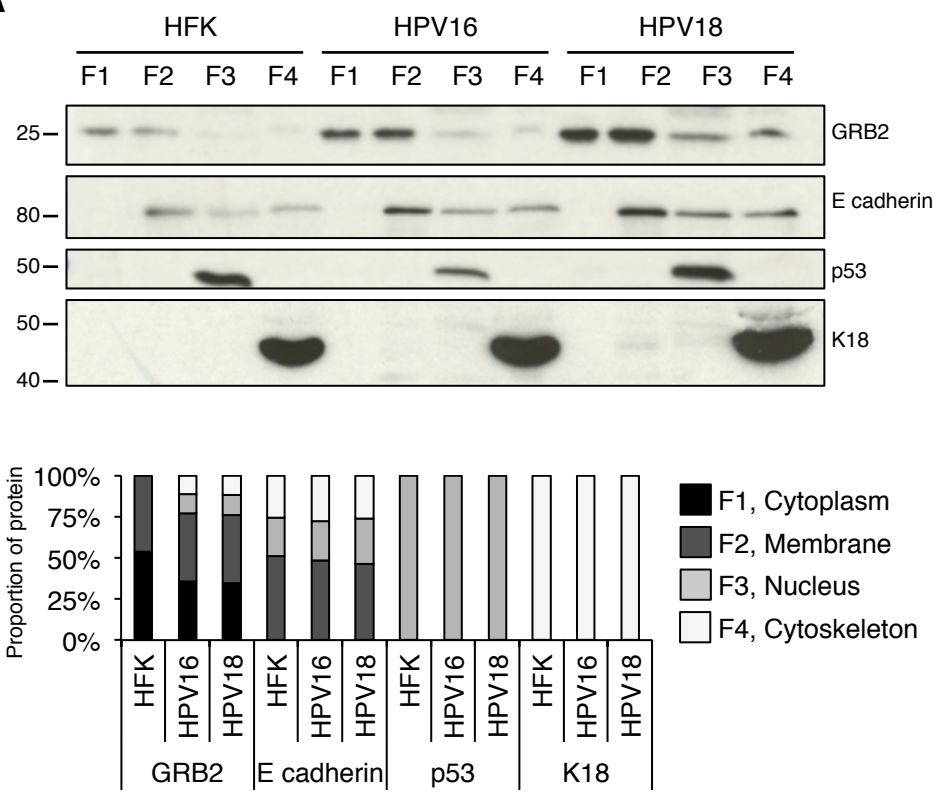 HFK HPV16 HPV18
F1 F2 F3 F4 F1 F2 F3 F4 F1 F2 F3 F4
25 GRB2
80 E cadherin
50 p53
50 K18
40
Proportion of protein
100%
75%
50%
25%
0%
F1, Cytoplasm
F2, Membrane
F3, Nucleus
F4, Cytoskeleton
HFK HPV16 HPV18 HFK HPV16 HPV18 HFK HPV16 HPV18 HFK HPV16 HPV18
GRB2 E cadherin p53 K18